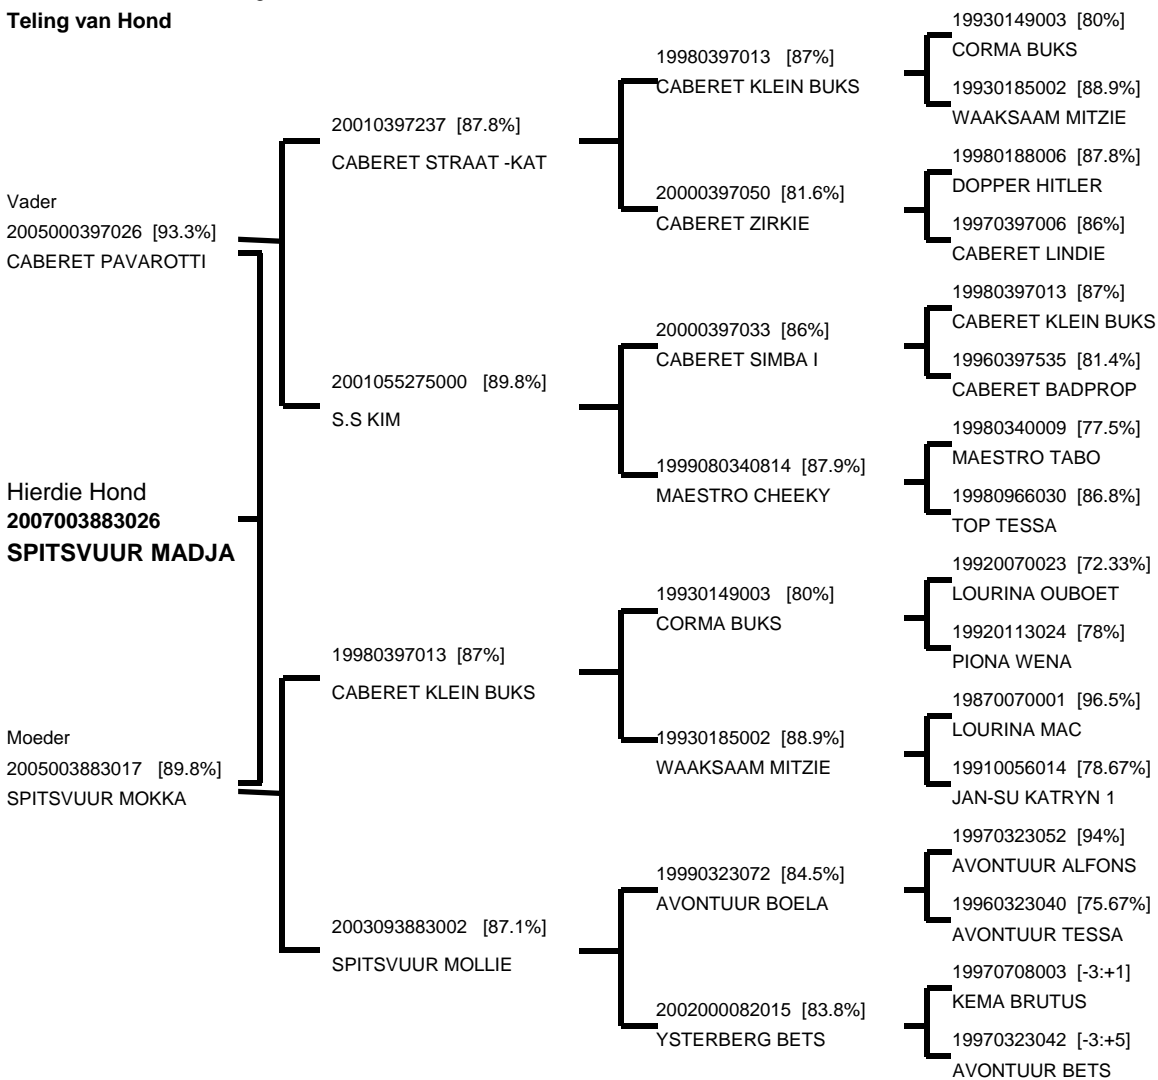 Teling van Hond
Vader
2005000397026 [93.3%]
CABERET PAVAROTTI
Hierdie Hond
2007003883026
SPITSVUUR MADJA
Moeder
2005003883017 [89.8%]
SPITSVUUR MOKKA
20010397237 [87.8%]
CABERET STRAAT -KAT
2001055275000 [89.8%]
S.S KIM
19980397013 [87%]
CABERET KLEIN BUKS
2003093883002 [87.1%]
SPITSVUUR MOLLIE
19980397013 [87%]
CABERET KLEIN BUKS
20000397050 [81.6%]
CABERET ZIRKIE
20000397033 [86%]
CABERET SIMBA I
1999080340814 [87.9%]
MAESTRO CHEEKY
19930149003 [80%]
CORMA BUKS
19930185002 [88.9%]
WAAKSAAM MITZIE
19990323072 [84.5%]
AVONTUUR BOELA
2002000082015 [83.8%]
YSTERBERG BETS
19930149003 [80%]
CORMA BUKS
19930185002 [88.9%]
WAAKSAAM MITZIE
19980188006 [87.8%]
DOPPER HITLER
19970397006 [86%]
CABERET LINDIE
19980397013 [87%]
CABERET KLEIN BUKS
19960397535 [81.4%]
CABERET BADPROP
19980340009 [77.5%]
MAESTRO TABO
19980966030 [86.8%]
TOP TESSA
19920070023 [72.33%]
LOURINA OUBOET
19920113024 [78%]
PIONA WENA
19870070001 [96.5%]
LOURINA MAC
19910056014 [78.67%]
JAN-SU KATRYN 1
19970323052 [94%]
AVONTUUR ALFONS
19960323040 [75.67%]
AVONTUUR TESSA
19970708003 [-3:+1]
KEMA BRUTUS
19970323042 [-3:+5]
AVONTUUR BETS